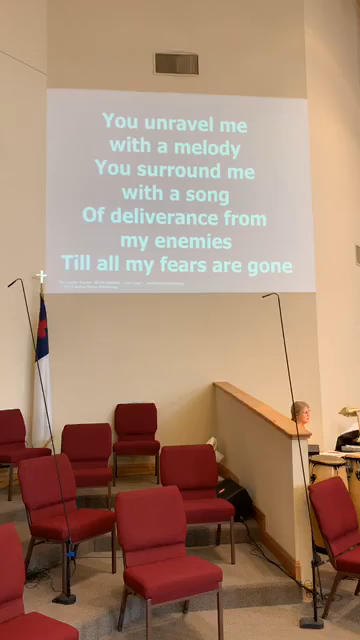 You unravel me
with a melody
You surround me
with a song
Of deliverance from
my enemies
Till all my fears are gone